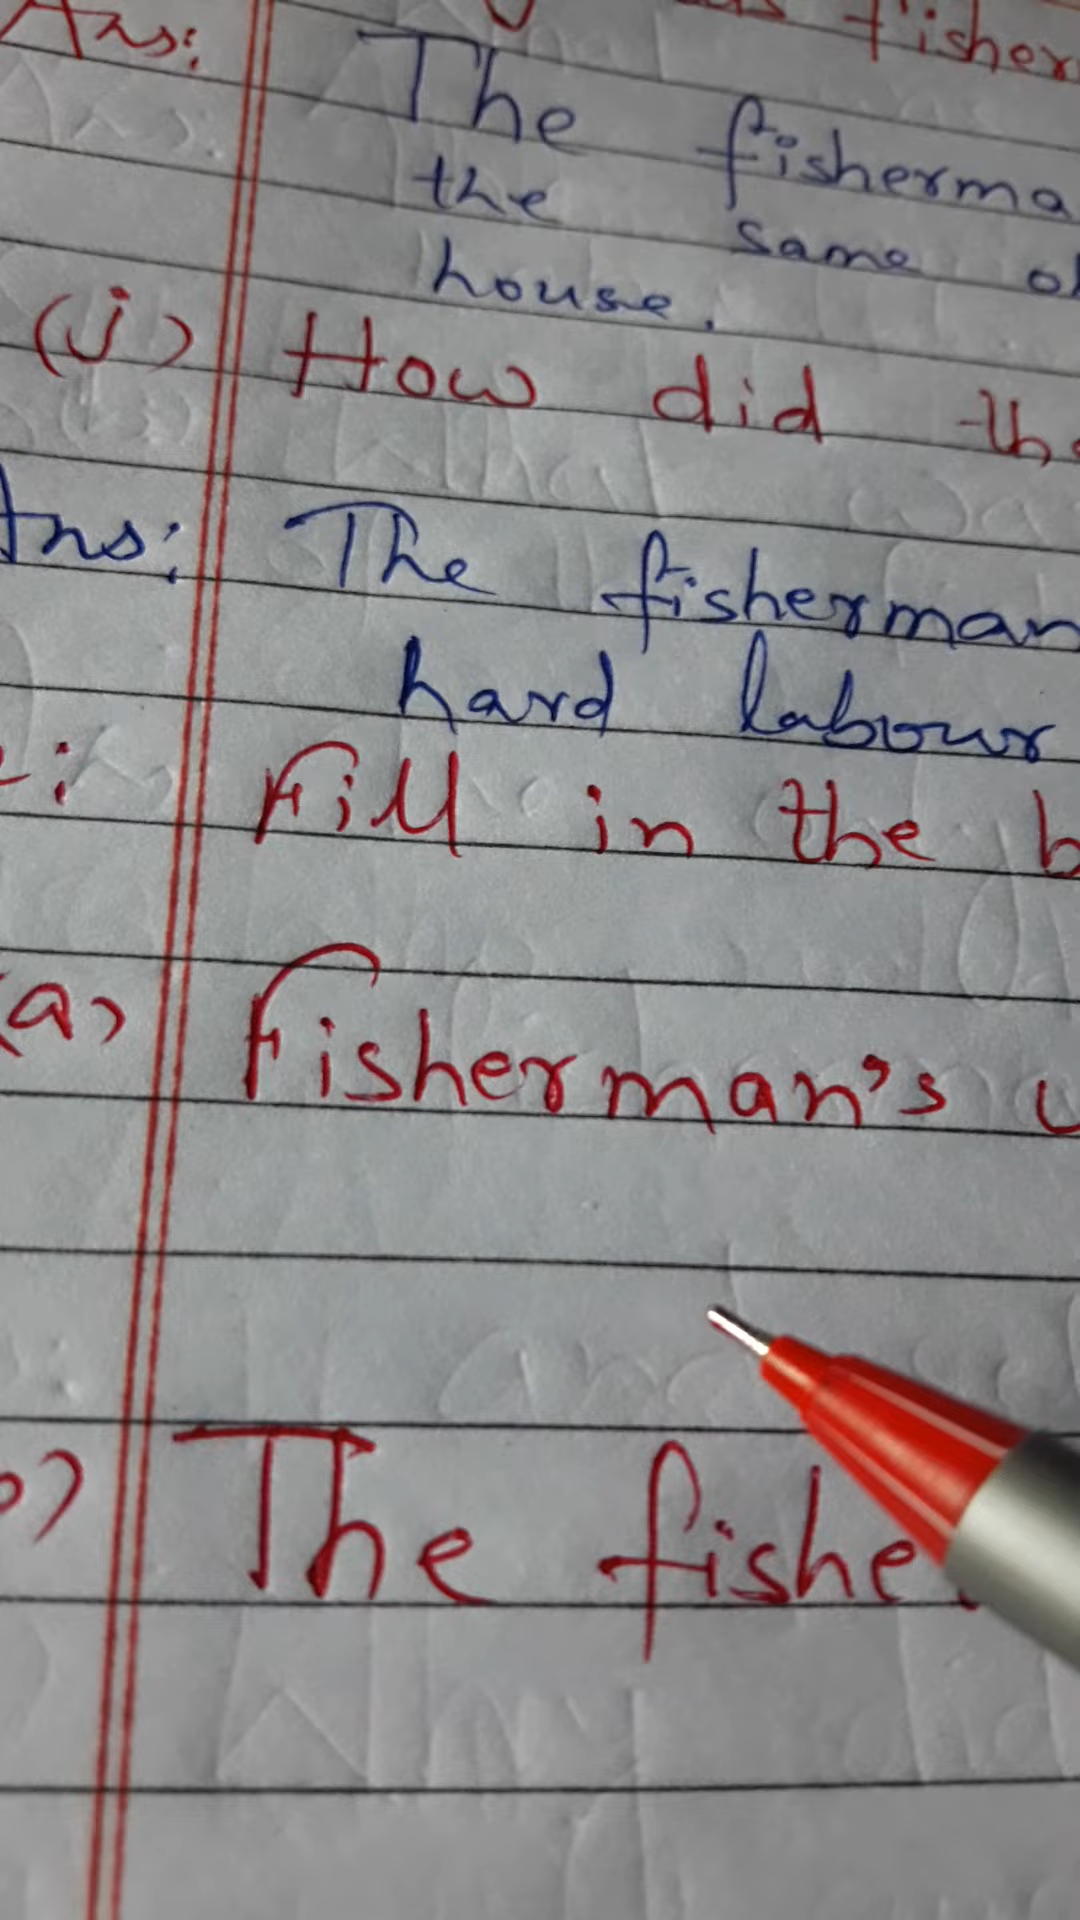 fisher
Ans: The fisherma
the same
house.
(j) How did
Ans: The fisherman
hard labour
: Fill in the
(a) Fisherman's
The fishe